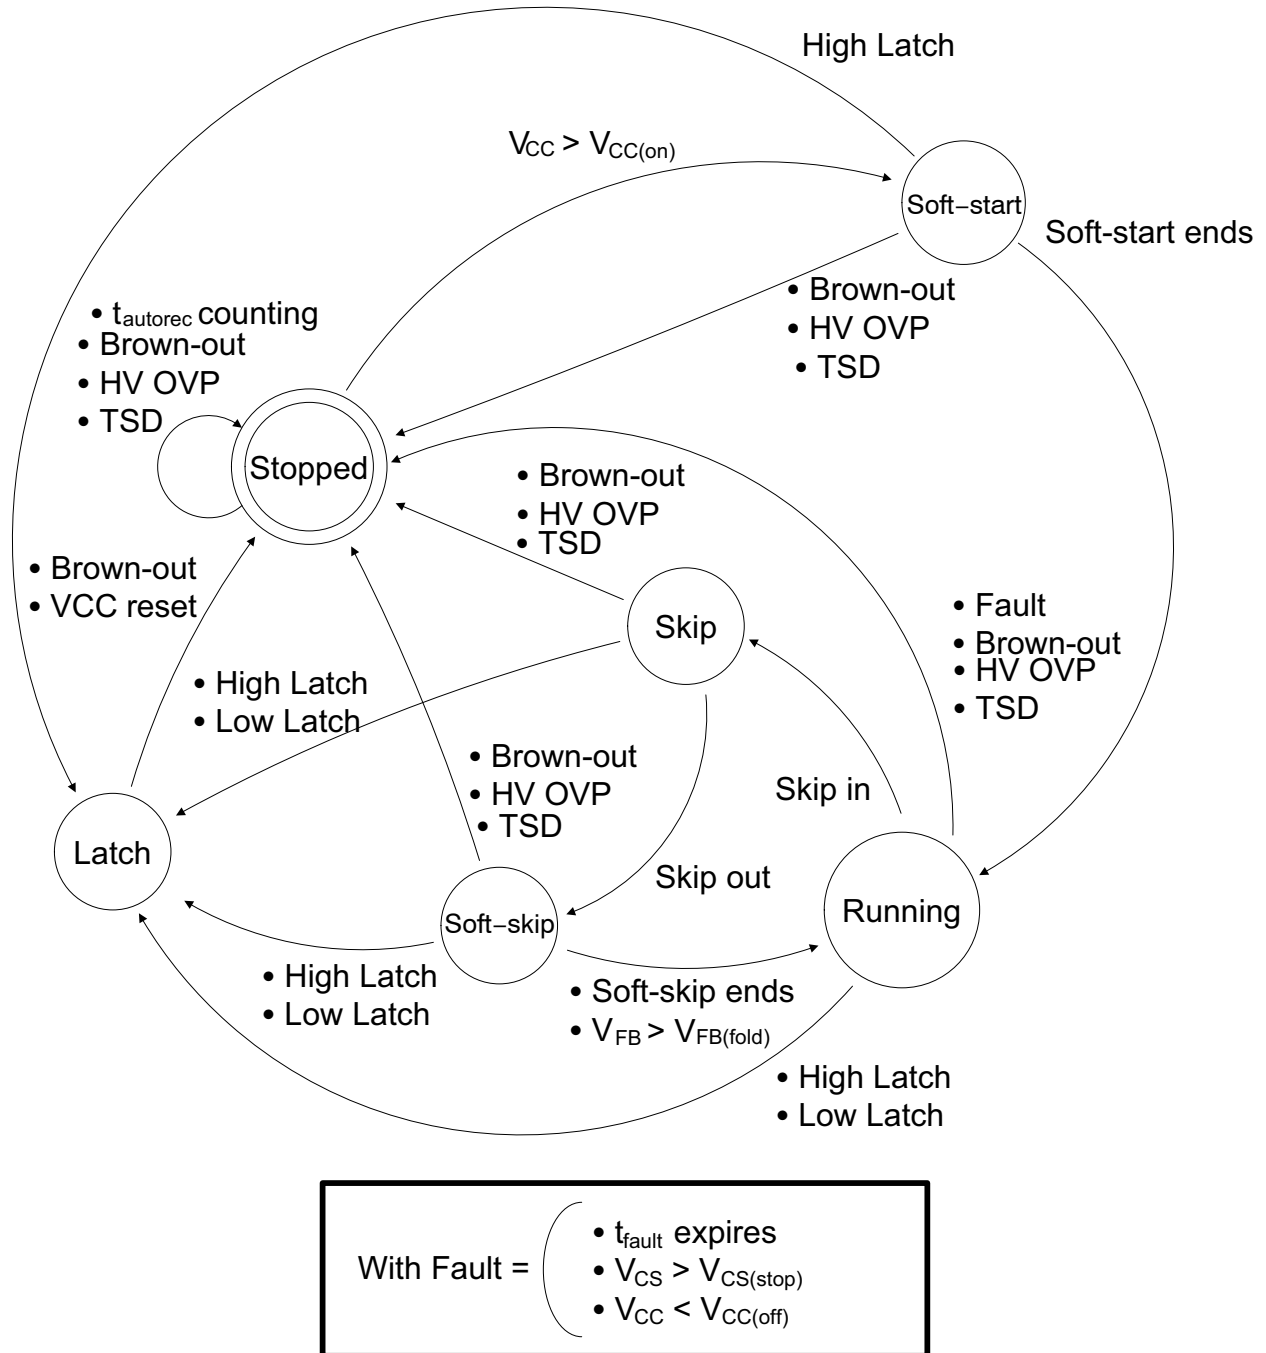 High Latch
VCC > VCC(on)
Soft−start
Soft-start ends
• Brown-out
• HV OVP
• TSD
• tautorec counting
• Brown-out
• HV OVP
• TSD
Stopped
• Brown-out
• HV OVP
• TSD
• Brown-out
• VCC reset
Skip
• Fault
• Brown-out
• HV OVP
• TSD
• High Latch
• Low Latch
• Brown-out
• HV OVP
• TSD
Skip in
Latch
Skip out
Soft−skip
Running
• High Latch
• Low Latch
• Soft-skip ends
• VFB > VFB(fold)
• High Latch
• Low Latch
With Fault =
• tfault expires
• VCS > VCS(stop)
• VCC < VCC(off)